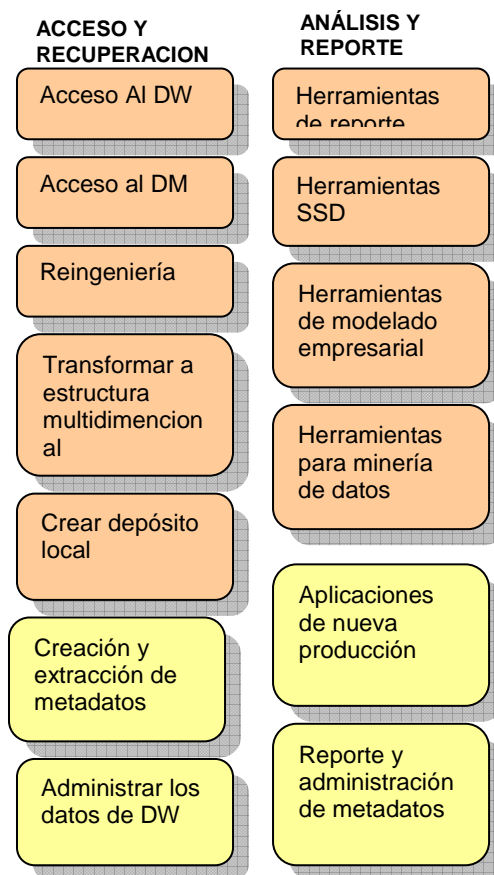 ACCESO Y
RECUPERACION
Acceso Al DW
Acceso al DM
Reingeniería
Transformar a
estructura
multidimencion
al
Crear depósito
local
Creación y
extracción de
metadatos
Administrar los
datos de DW
ANÁLISIS Y
REPORTE
Herramientas
de reporte
Herramientas
SSD
Herramientas
de modelado
empresarial
Herramientas
para minería
de datos
Aplicaciones
de nueva
producción
Reporte y
administración
de metadatos